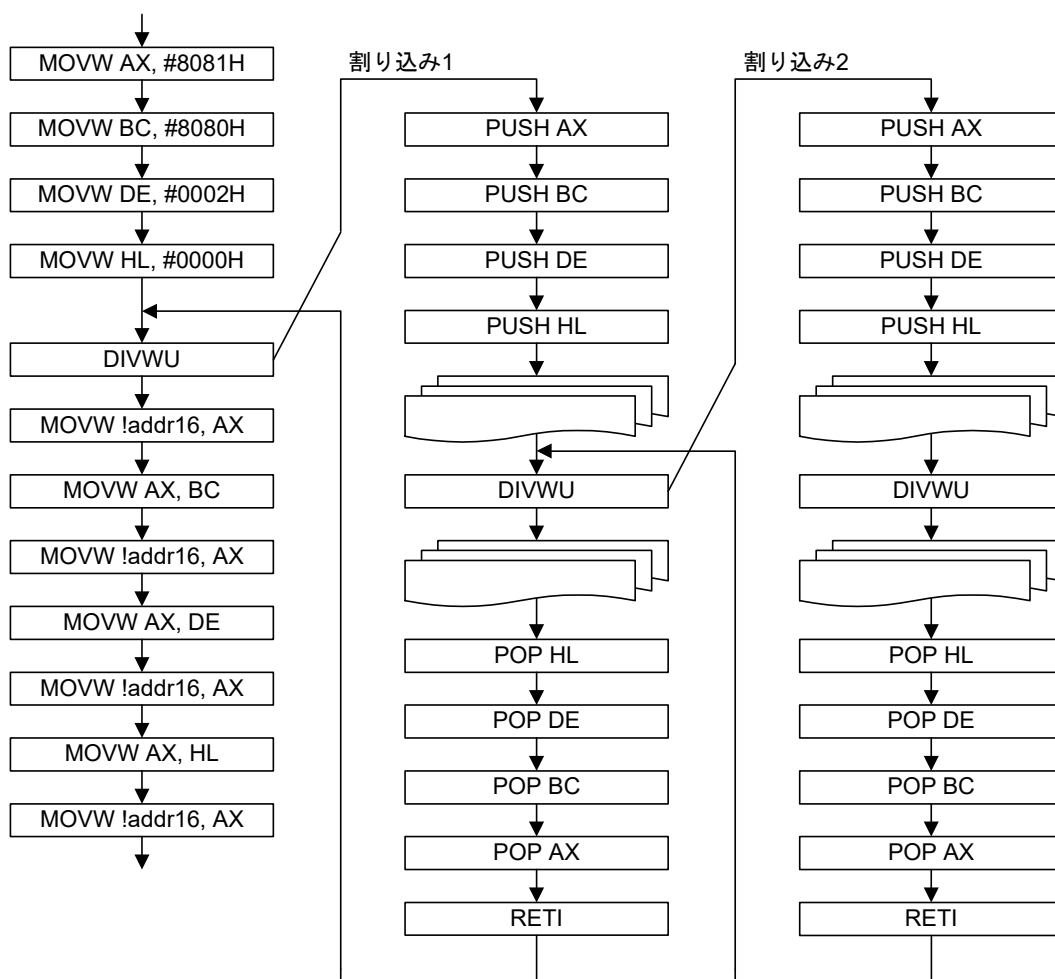 MOVW AX, #8081H
MOVW BC, #8080H
MOVW DE, #0002H
MOVW HL, #0000H
DIVWU
MOVW !addr16, AX
MOVW AX, BC
MOVW !addr16, AX
MOVW AX, DE
MOVW !addr16, AX
MOVW AX, HL
MOVW !addr16, AX
割り込み1
PUSH AX
PUSH BC
PUSH DE
PUSH HL
DIVWU
POP HL
POP DE
POP BC
POP AX
RETI
割り込み2
PUSH AX
PUSH BC
PUSH DE
PUSH HL
DIVWU
POP HL
POP DE
POP BC
POP AX
RETI